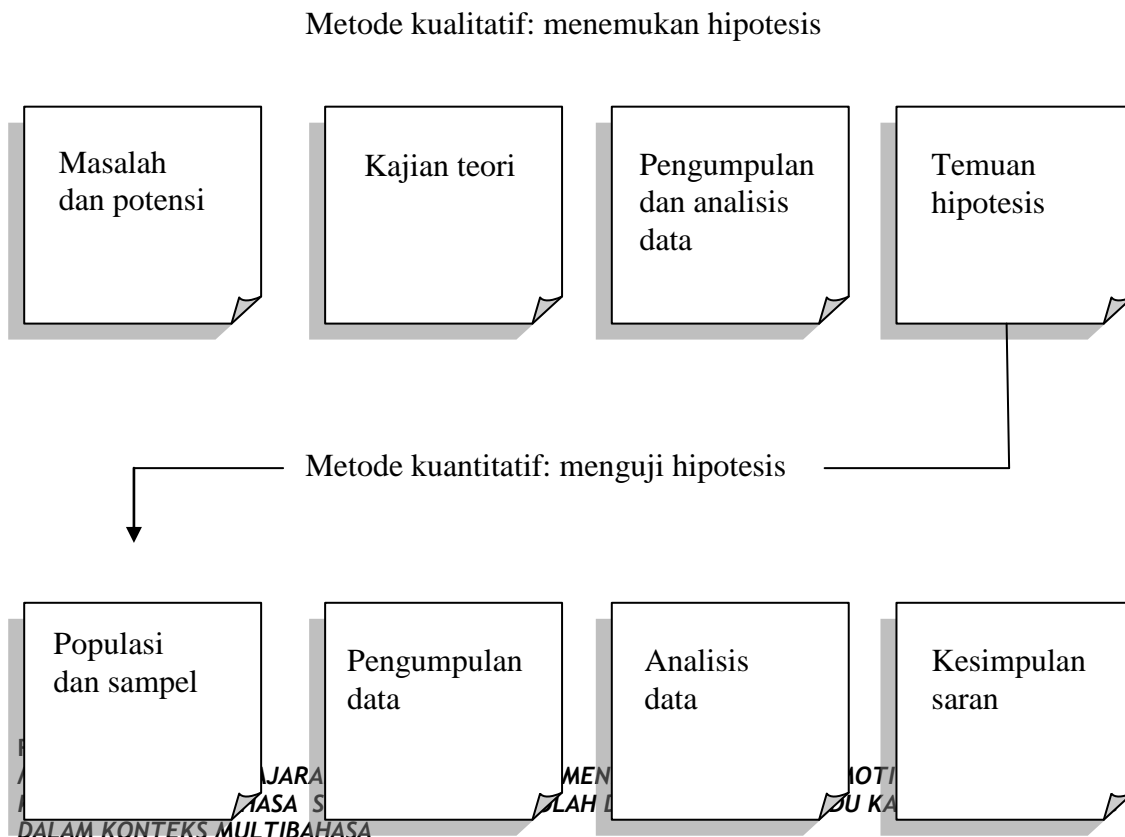 Metode kualitatif: menemukan hipotesis
Masalah
dan potensi
Kajian teori
Pengumpulan
dan analisis
data
Temuan
hipotesis
Metode kuantitatif: menguji hipotesis
Populasi
dan sampel
Pengumpulan
data
Analisis
data
Kesimpulan
saran
DALAM KONTEKS MULTIBAHASA